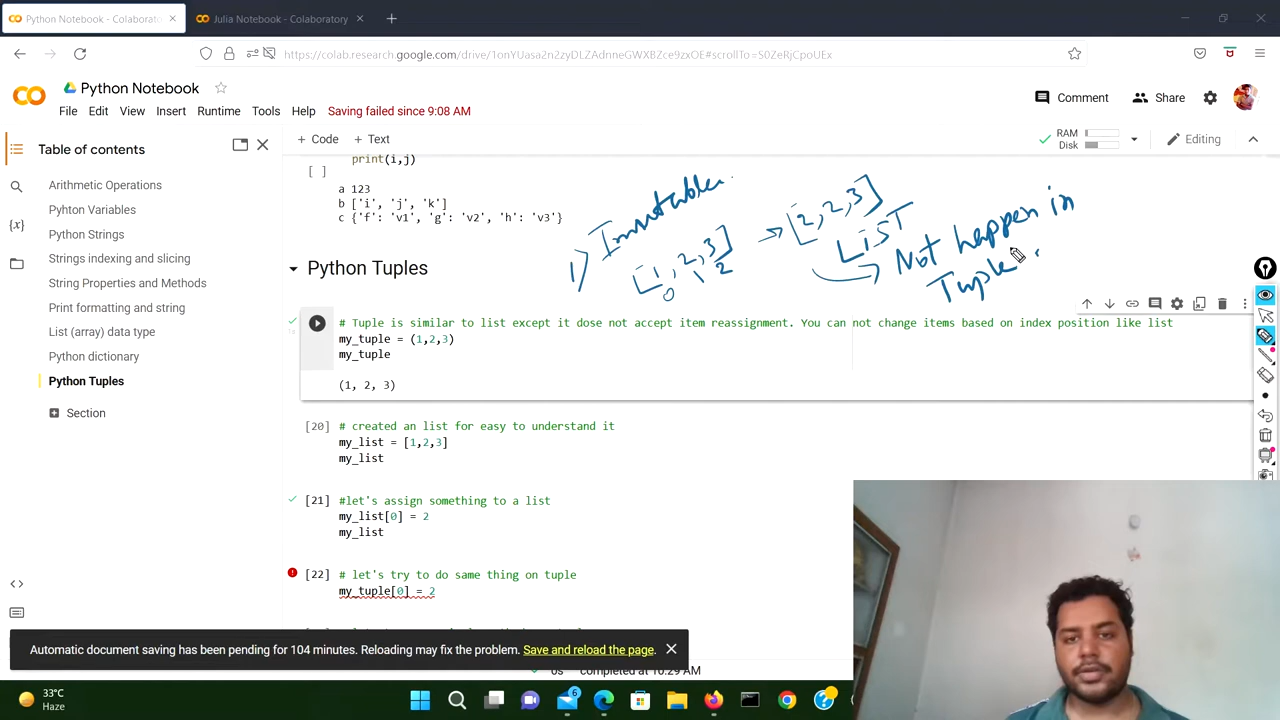 Python Notebook - Colaborato
Julia Notebook - Colaboratory
https://colab.research.google.com/drive/1onYUasa2n2zyDLZAdnneGWXBZce9zxOE#scrollTo=S0ZeRjCpoUEx
Python Notebook
File Edit View Insert Runtime Tools Help Saving failed since 9:08 AM
Comment Share
+ Code + Text
RAM
Disk
Editing
Table of contents
Arithmetic Operations
Pyhton Variables
Python Strings
Strings indexing and slicing
String Properties and Methods
Print formatting and string
List (array) data type
Python dictionary
Python Tuples
Section
print(i,j)
[ ]
a 123
b ['i', 'j', 'k']
c {'f': 'v1', 'g': 'v2', 'h': 'v3'}
1) Immutable
[1, 2, 3]
0 1 2
→ [2, 2, 3]
LIST
Not happen in
Tuple
Python Tuples
# Tuple is similar to list except it dose not accept item reassignment. You can not change items based on index position like list
my_tuple = (1,2,3)
my_tuple
(1, 2, 3)
[20] # created an list for easy to understand it
my_list = [1,2,3]
my_list
[21] #let's assign something to a list
my_list[0] = 2
my_list
[22] # let's try to do same thing on tuple
my_tuple[0] = 2
Automatic document saving has been pending for 104 minutes. Reloading may fix the problem. Save and reload the page.
0s completed at 10:29 AM
33°C
Haze
6